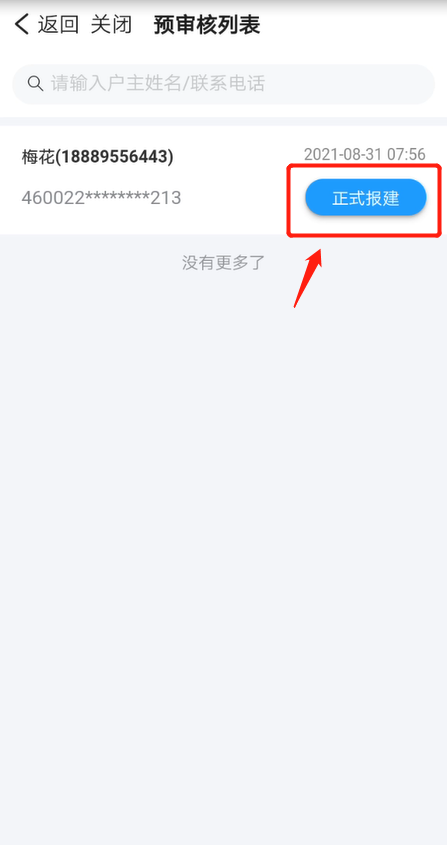 返回 关闭 预审核列表
请输入户主姓名/联系电话
梅花(18889556443) 2021-08-31 07:56
460022********213 正式报建
没有更多了